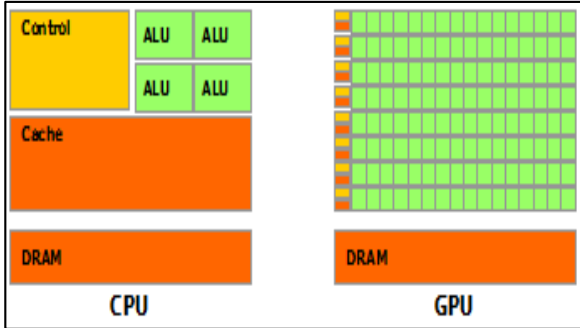 Control
ALU ALU
ALU ALU
Cache
DRAM
DRAM
CPU
GPU